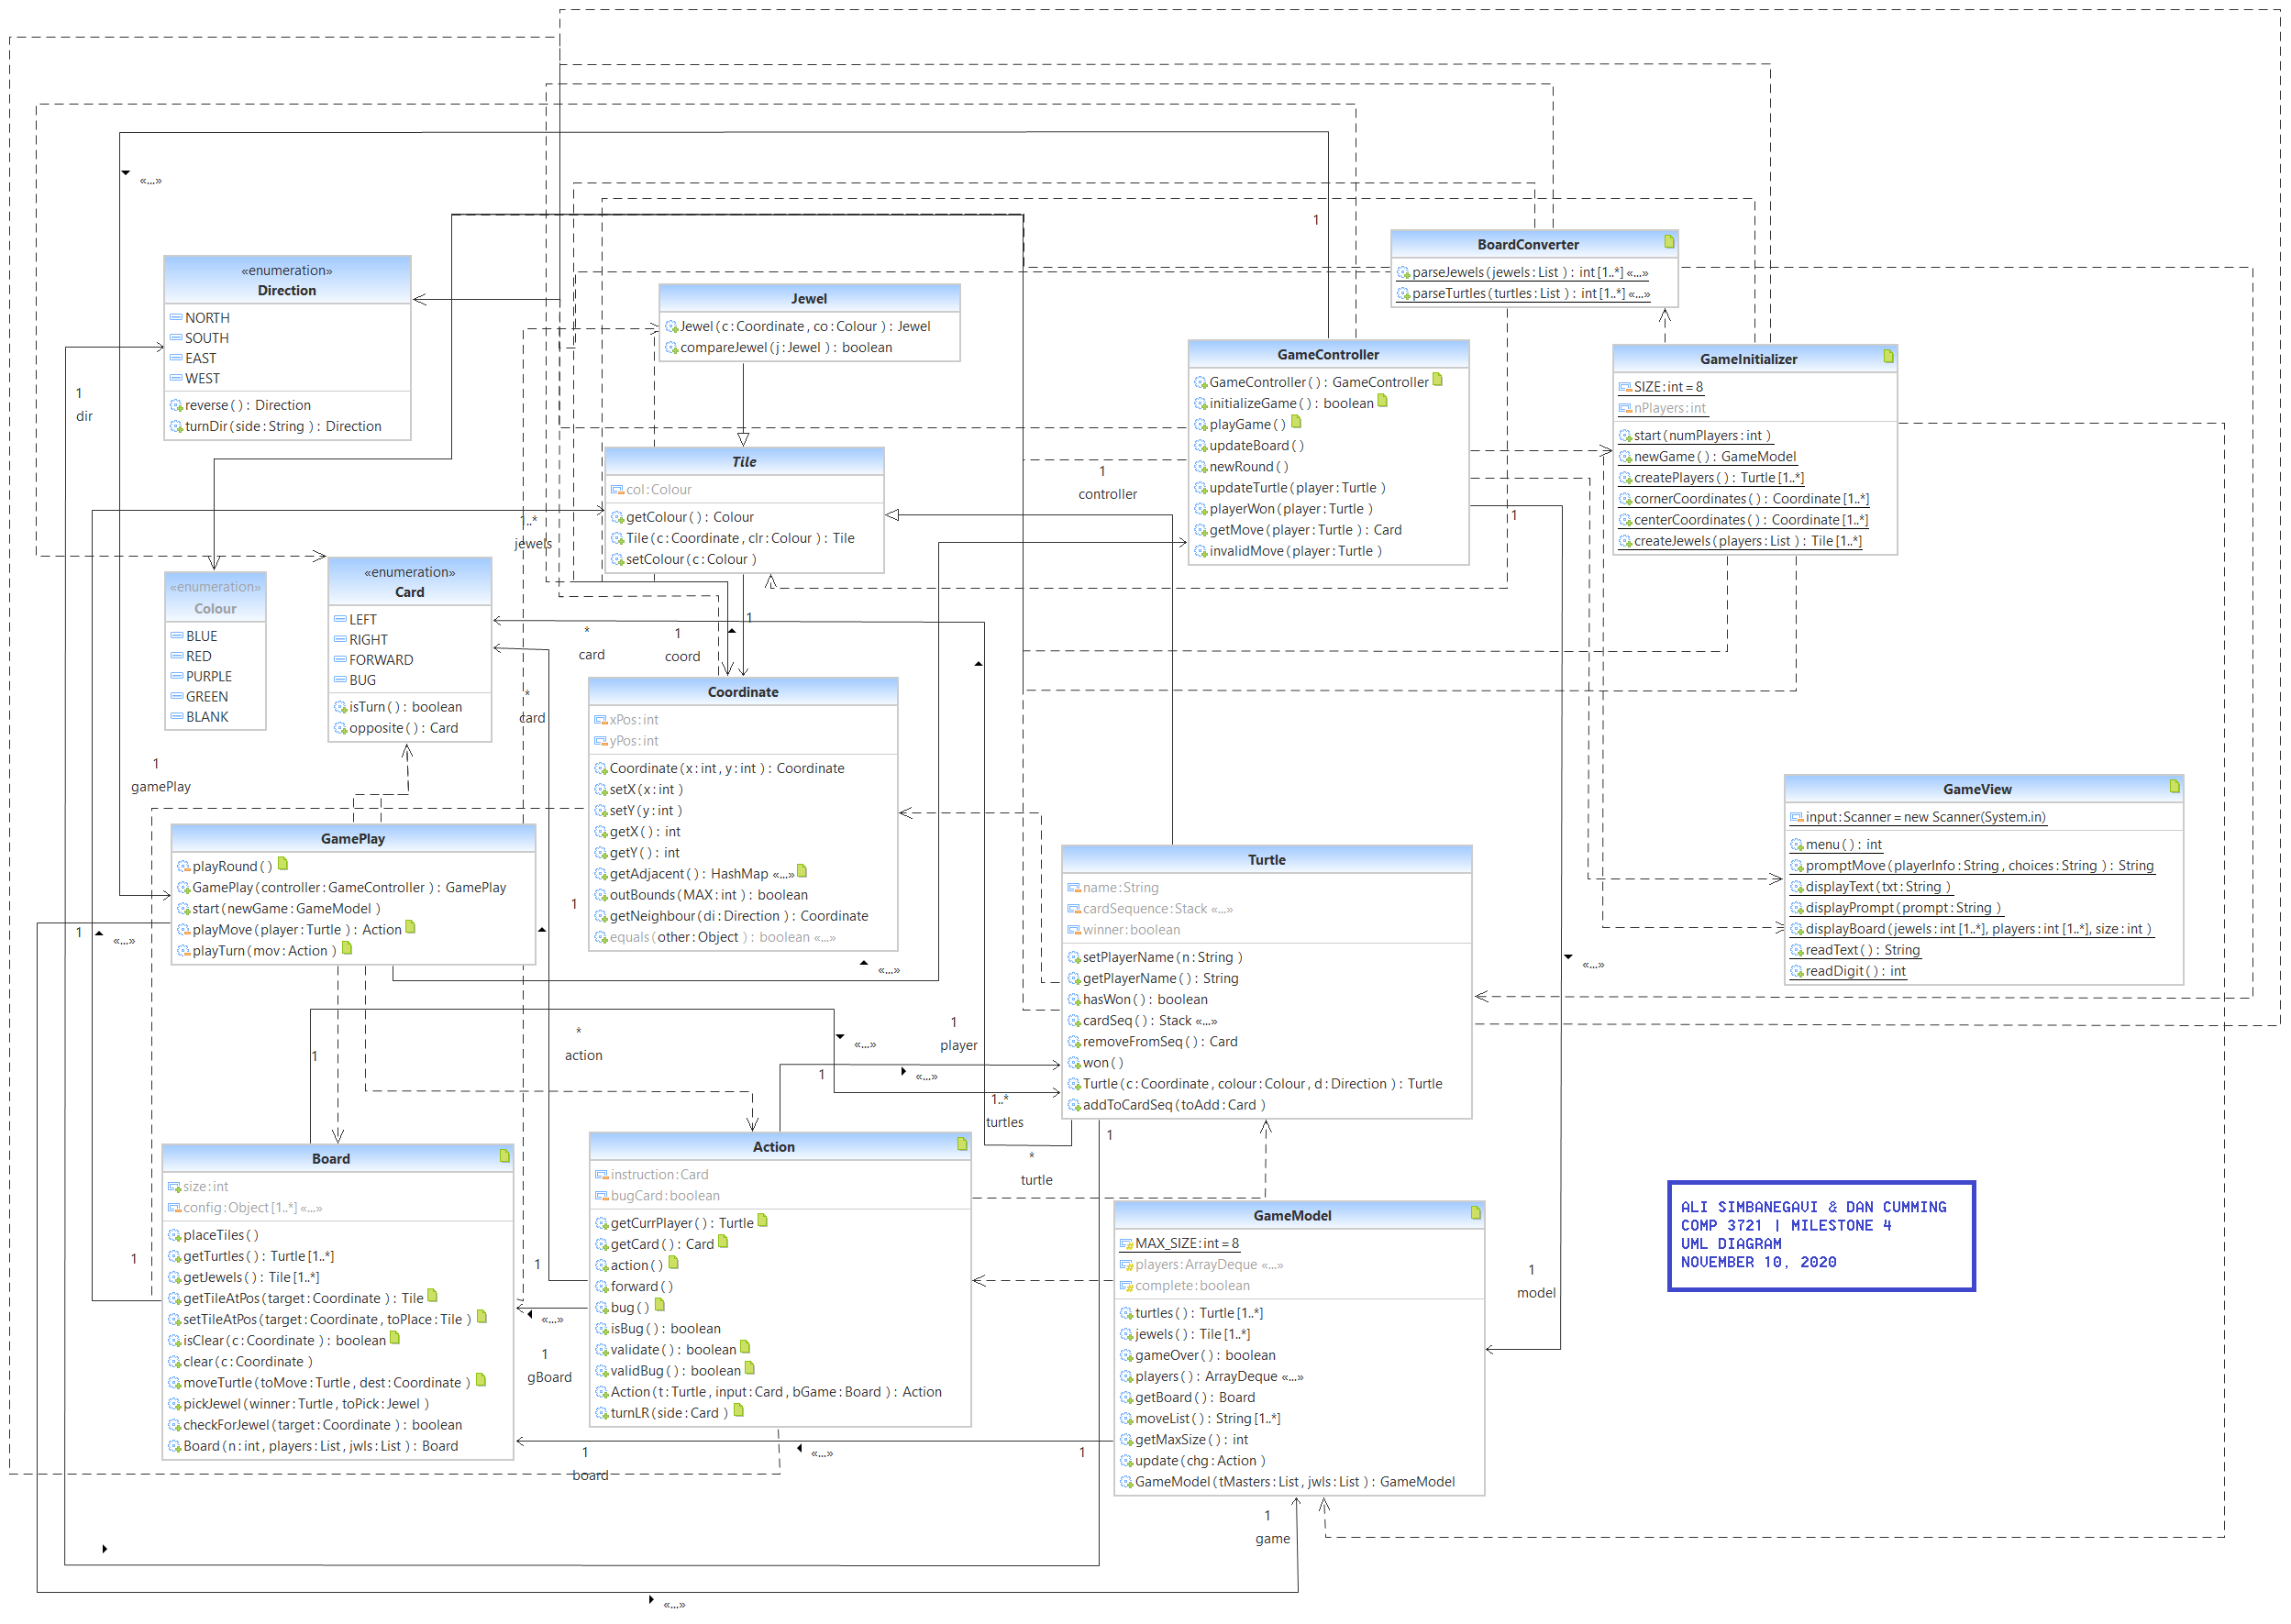 «...»
1
«enumeration»
Direction
NORTH
SOUTH
EAST
WEST
reverse() : Direction
turnDir(side:String) : Direction
1
dir
Jewel
Jewel(c:Coordinate, co:Colour) : Jewel
compareJewel(j:Jewel) : boolean
BoardConverter
parseJewels(jewels:List) : int[1..*] «...»
parseTurtles(turtles:List) : int[1..*] «...»
GameController
GameController() : GameController
initializeGame() : boolean
playGame()
updateBoard()
newRound()
updateTurtle(player:Turtle)
playerWon(player:Turtle)
getMove(player:Turtle) : Card
invalidMove(player:Turtle)
GameInitializer
SIZE:int = 8
nPlayers:int
start(numPlayers:int)
newGame() : GameModel
createPlayers() : Turtle[1..*]
cornerCoordinates() : Coordinate[1..*]
centerCoordinates() : Coordinate[1..*]
createJewels(players:List) : Tile[1..*]
Tile
col:Colour
getColour() : Colour
Tile(c:Coordinate, clr:Colour) : Tile
setColour(c:Colour)
1
controller
1
1..*
jewels
«enumeration»
Colour
BLUE
RED
PURPLE
GREEN
BLANK
«enumeration»
Card
LEFT
RIGHT
FORWARD
BUG
isTurn() : boolean
opposite() : Card
*
card
1
coord
1
*
card
Coordinate
xPos:int
yPos:int
Coordinate(x:int, y:int) : Coordinate
setX(x:int)
setY(y:int)
getX() : int
getY() : int
getAdjacent() : HashMap «...»
outBounds(MAX:int) : boolean
getNeighbour(di:Direction) : Coordinate
equals(other:Object) : boolean «...»
1
gamePlay
GamePlay
playRound()
GamePlay(controller:GameController) : GamePlay
start(newGame:GameModel)
playMove(player:Turtle) : Action
playTurn(mov:Action)
1
«...»
1
«...»
GameView
input:Scanner = new Scanner(System.in)
menu() : int
promptMove(playerInfo:String, choices:String) : String
displayText(txt:String)
displayPrompt(prompt:String)
displayBoard(jewels:int[1..*], players:int[1..*], size:int)
readText() : String
readDigit() : int
Turtle
name:String
cardSequence:Stack «...»
winner:boolean
setPlayerName(n:String)
getPlayerName() : String
hasWon() : boolean
cardSeq() : Stack «...»
removeFromSeq() : Card
won()
Turtle(c:Coordinate, colour:Colour, d:Direction) : Turtle
addToCardSeq(toAdd:Card)
«...»
1
*
action
«...»
1
player
1
«...»
1..*
turtles
1
*
turtle
Board
size:int
config:Object[1..*] «...»
placeTiles()
getTurtles() : Turtle[1..*]
getJewels() : Tile[1..*]
getTileAtPos(target:Coordinate) : Tile
setTileAtPos(target:Coordinate, toPlace:Tile)
isClear(c:Coordinate) : boolean
clear(c:Coordinate)
moveTurtle(toMove:Turtle, dest:Coordinate)
pickJewel(winner:Turtle, toPick:Jewel)
checkForJewel(target:Coordinate) : boolean
Board(n:int, players:List, jwls:List) : Board
1
1
«...»
1
gBoard
Action
instruction:Card
bugCard:boolean
getCurrPlayer() : Turtle
getCard() : Card
action()
forward()
bug()
isBug() : boolean
validate() : boolean
validBug() : boolean
Action(t:Turtle, input:Card, bGame:Board) : Action
turnLR(side:Card)
1
board
«...»
1
GameModel
MAX_SIZE:int = 8
players:ArrayDeque «...»
complete:boolean
turtles() : Turtle[1..*]
jewels() : Tile[1..*]
gameOver() : boolean
players() : ArrayDeque «...»
getBoard() : Board
moveList() : String[1..*]
getMaxSize() : int
update(chg:Action)
GameModel(tMasters:List, jwls:List) : GameModel
1
model
ALI SIMBANEGAVI & DAN CUMMING
COMP 3721 | MILESTONE 4
UML DIAGRAM
NOVEMBER 10, 2020
1
game
«...»